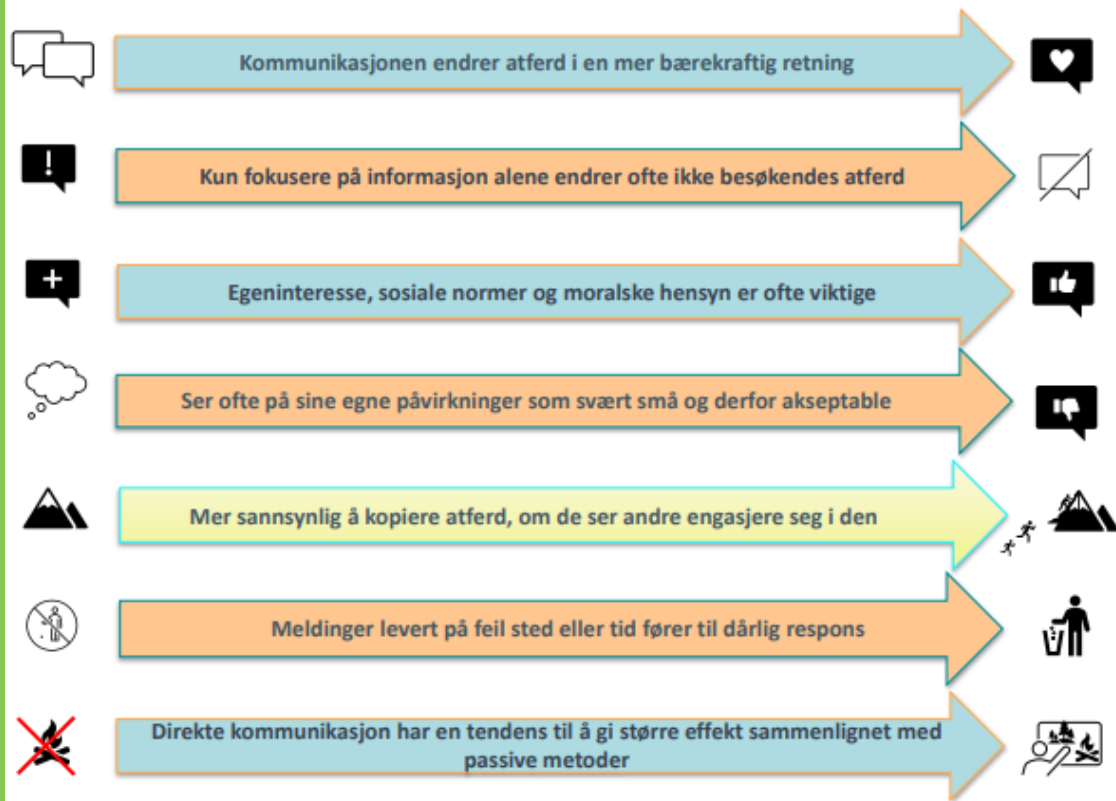 Kommunikasjonen endrer atferd i en mer bærekraftig retning
Kun fokusere på informasjon alene endrer ofte ikke besøkendes atferd
Egeninteresse, sosiale normer og moralske hensyn er ofte viktige
Ser ofte på sine egne påvirkninger som svært små og derfor akseptable
Mer sannsynlig å kopiere atferd, om de ser andre engasjere seg i den
Meldinger levert på feil sted eller tid fører til dårlig respons
Direkte kommunikasjon har en tendens til å gi større effekt sammenlignet med
passive metoder